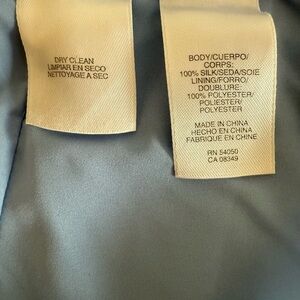 DRY CLEAN
LIMPIAR EN SECO
NETTOYAGE A SEC
BODY/CUERPO/
CORPS:
100% SILK/SEDA/SOIE
LINING/FORRO/
DOUBLURE:
100% POLYESTER/
POLIESTER/
POLYESTER
MADE IN CHINA
HECHO EN CHINA
FABRIQUE EN CHINE
RN 54050
CA 08349